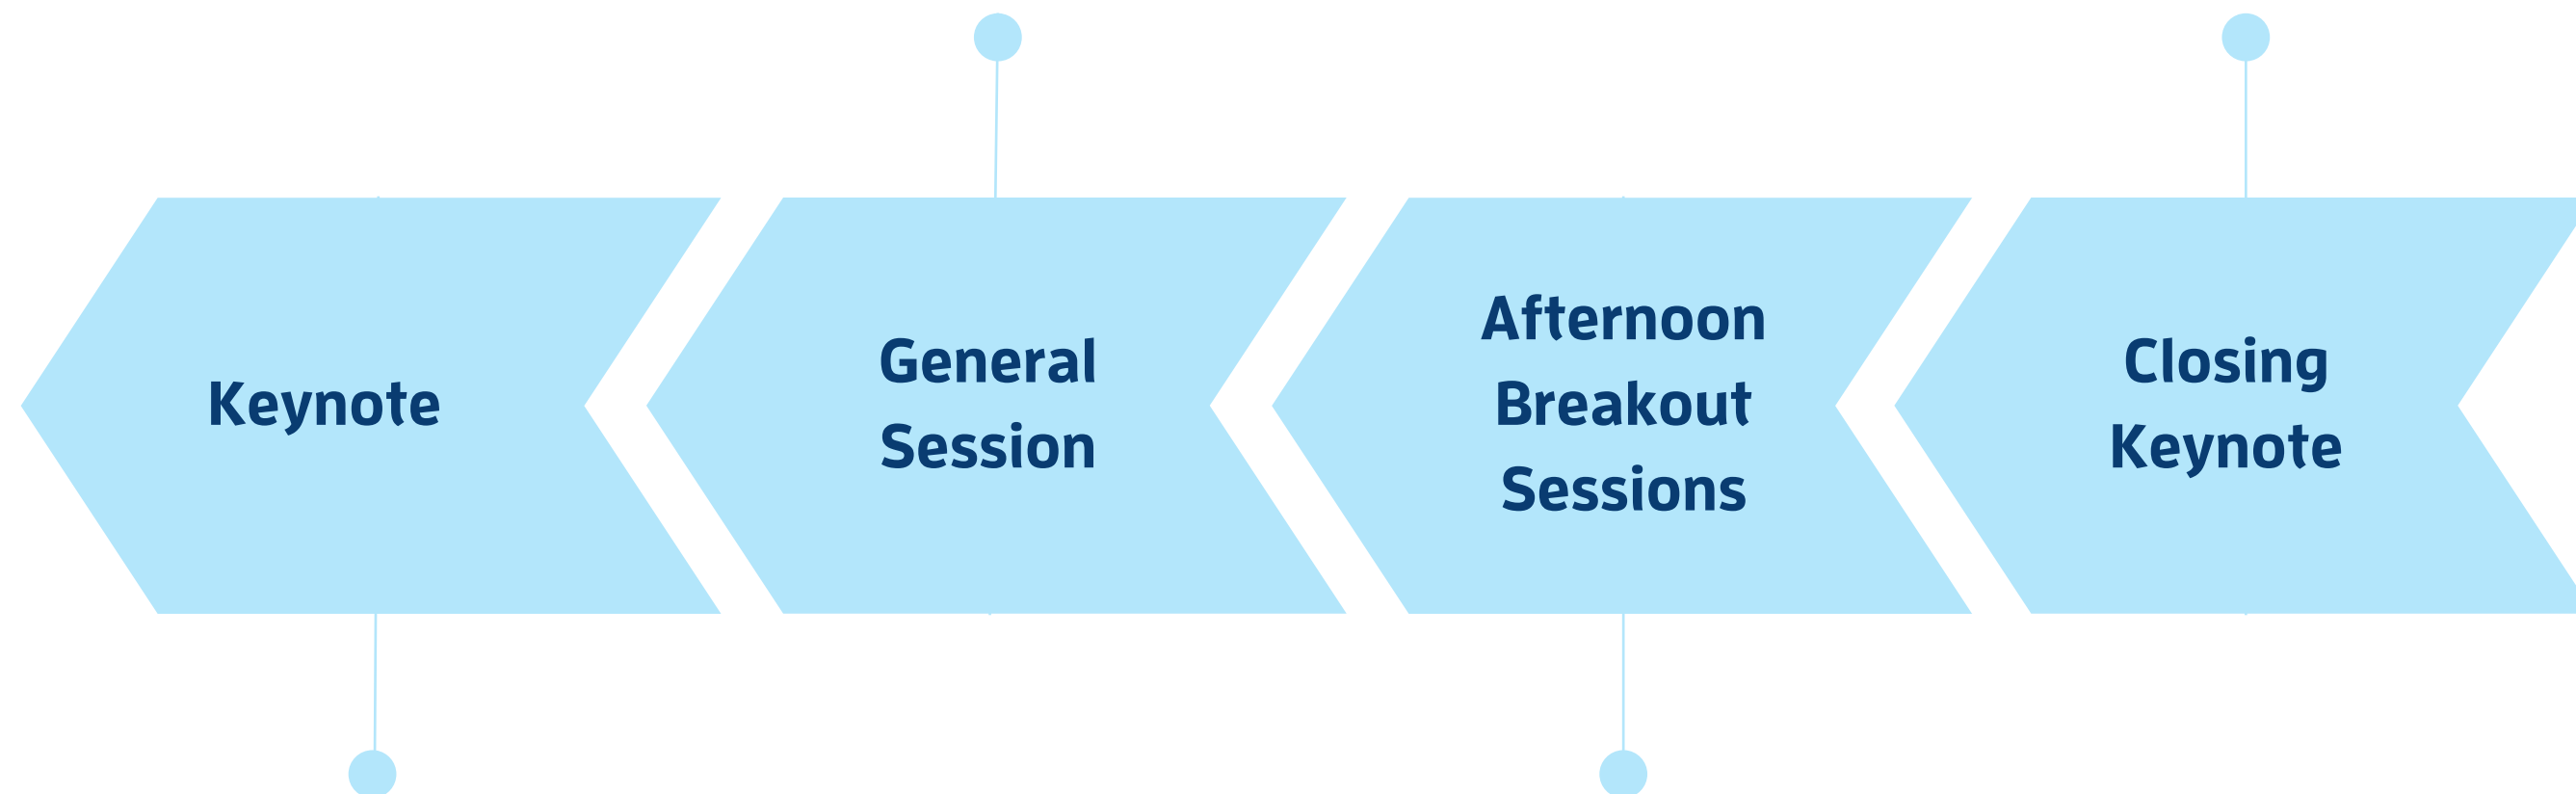 Keynote
General
Session
Afternoon
Breakout
Sessions
Closing
Keynote